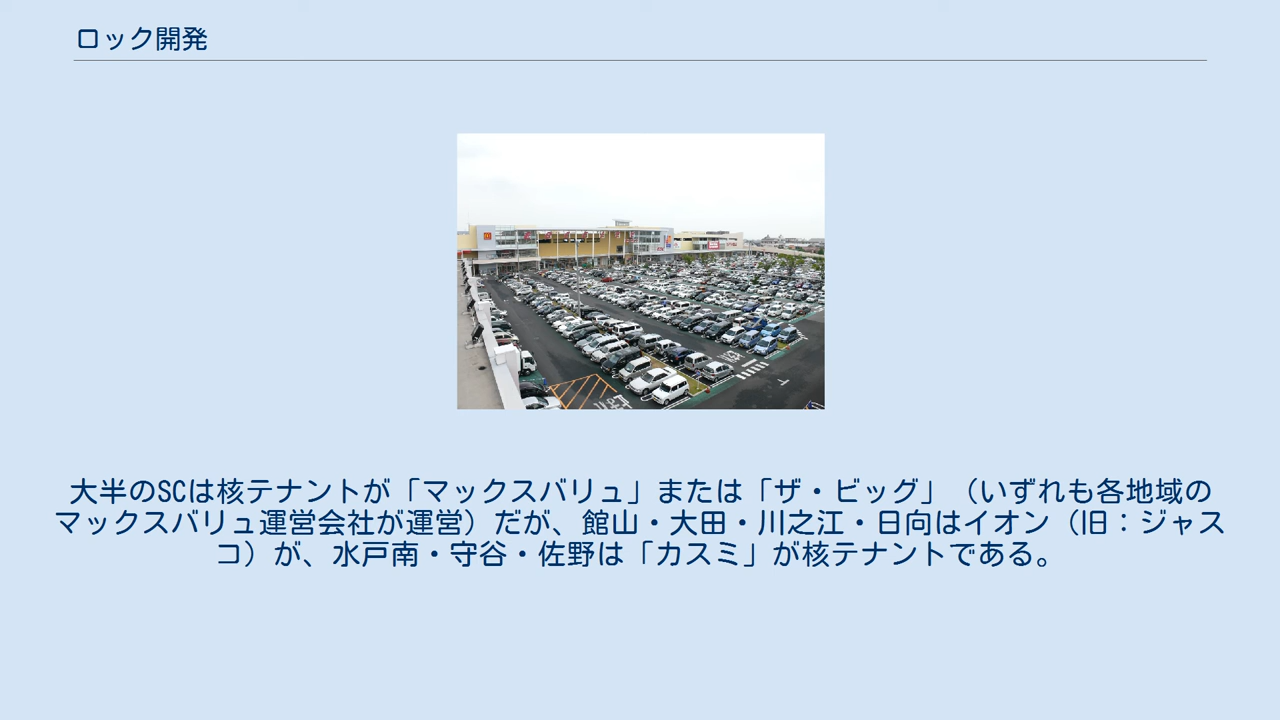 ロック開発
大半のSCは核テナントが「マックスバリュ」または「ザ・ビッグ」（いずれも各地域の
マックスバリュ運営会社が運営）だが、館山・大田・川之江・日向はイオン（旧：ジャス
コ）が、水戸南・守谷・佐野は「カスミ」が核テナントである。